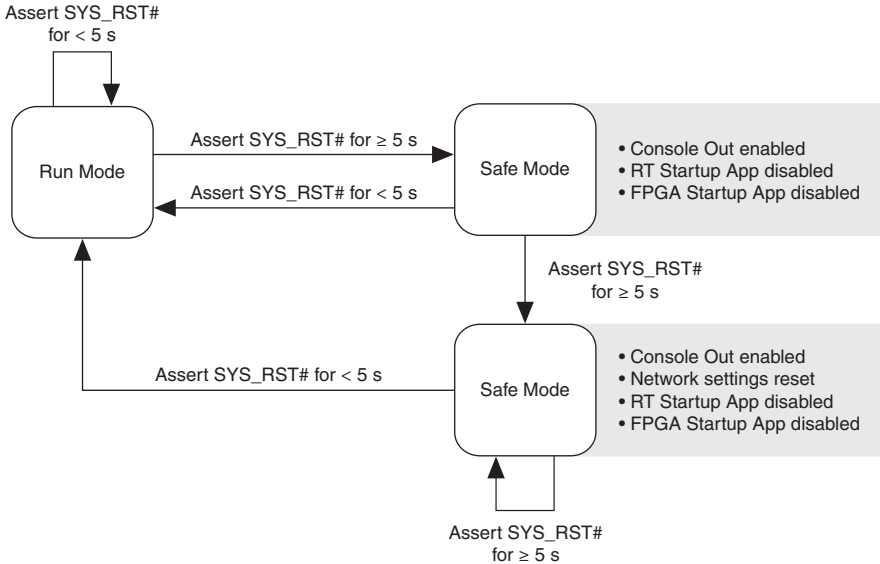 Assert SYS_RST#
for < 5 s
Run Mode
Assert SYS_RST# for ≥ 5 s
Assert SYS_RST# for < 5 s
Safe Mode
• Console Out enabled
• RT Startup App disabled
• FPGA Startup App disabled
Assert SYS_RST#
for ≥ 5 s
Assert SYS_RST# for < 5 s
Safe Mode
• Console Out enabled
• Network settings reset
• RT Startup App disabled
• FPGA Startup App disabled
Assert SYS_RST#
for ≥ 5 s